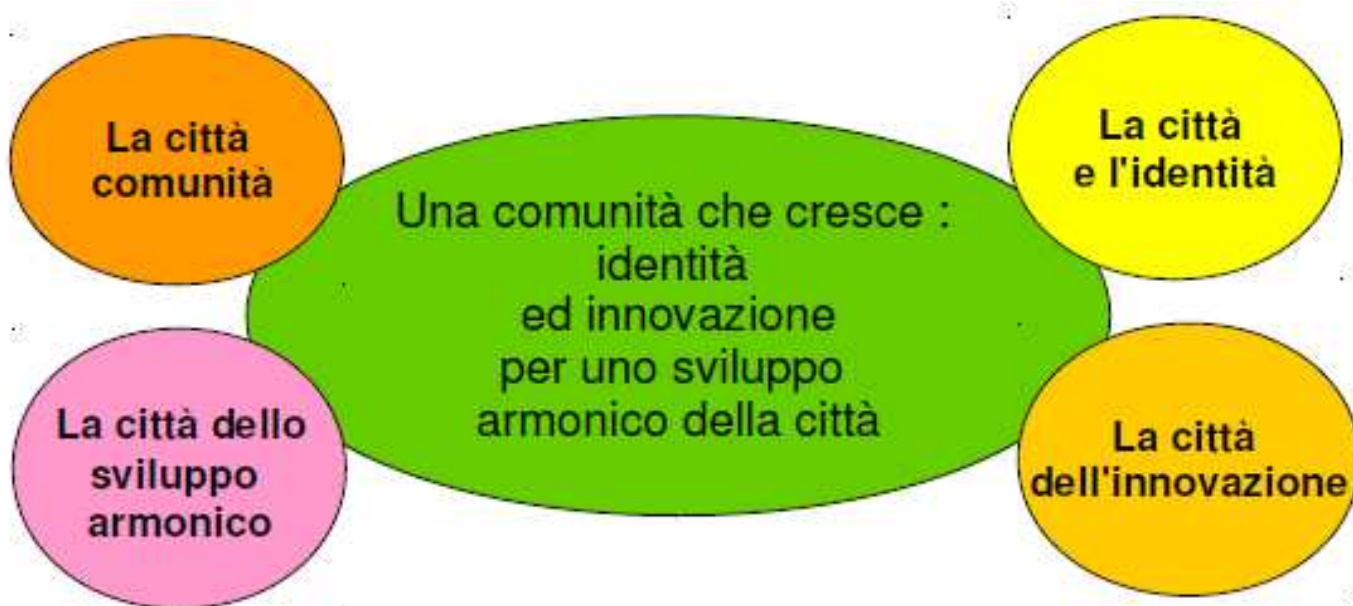 La città
comunità
La città
e l'identità
Una comunità che cresce :
identità
ed innovazione
per uno sviluppo
armonico della città
La città dello
sviluppo
armonico
La città
dell'innovazione